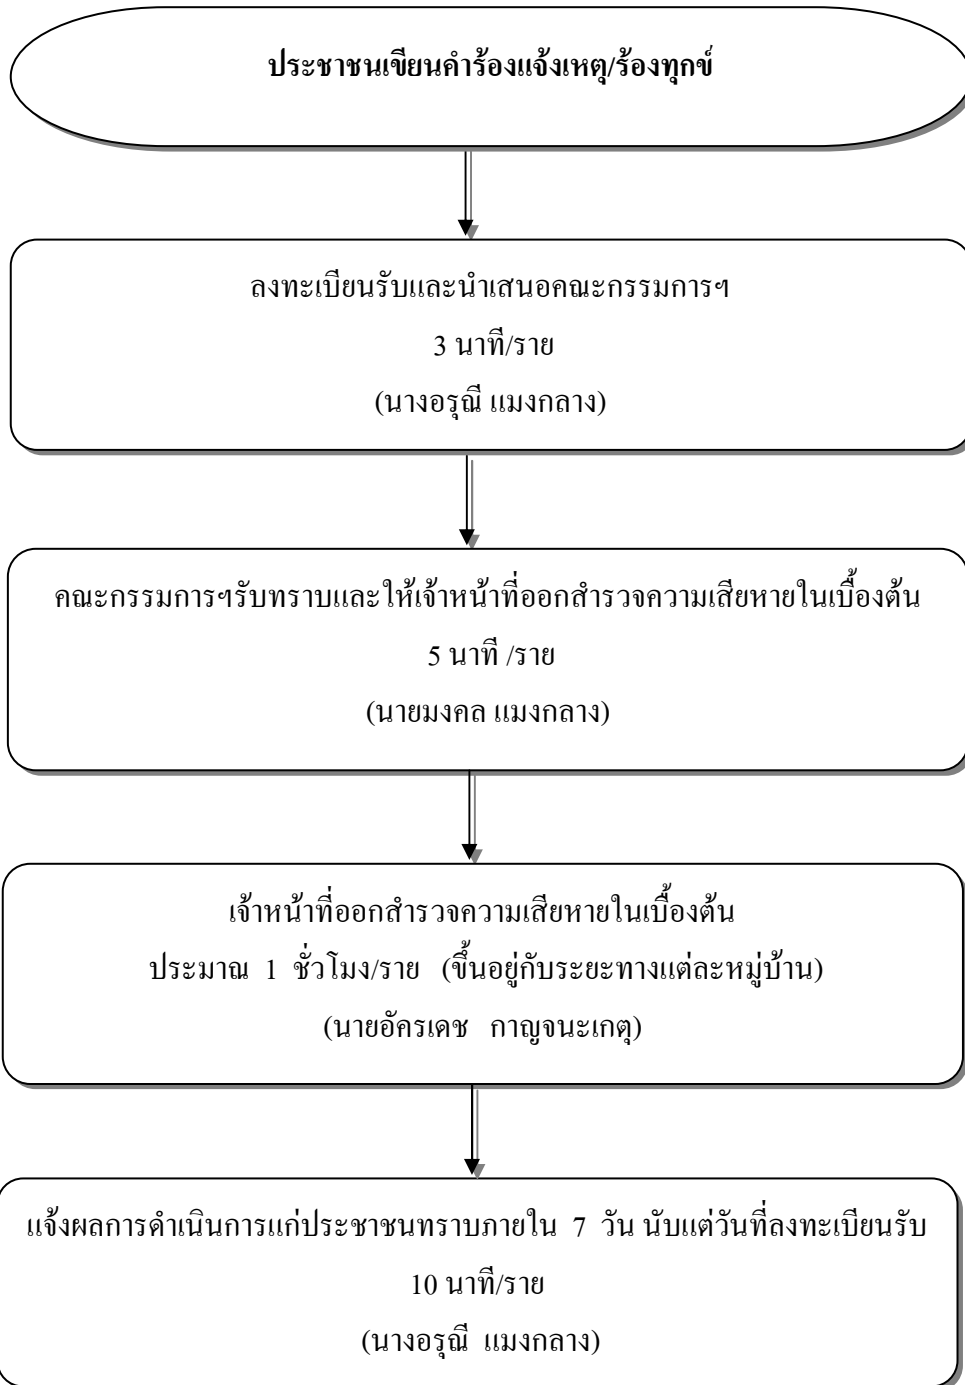 ประชาชนเขียนคำร้องแจ้งเหตุ/ร้องทุกข์
ลงทะเบียนรับและนำเสนอคณะกรรมการฯ
3 นาที/ราย
(นางอรุณี แมงกลาง)
คณะกรรมการฯรับทราบและให้เจ้าหน้าที่ออกสำรวจความเสียหายในเบื้องต้น
5 นาที /ราย
(นายมงคล แมงกลาง)
เจ้าหน้าที่ออกสำรวจความเสียหายในเบื้องต้น
ประมาณ 1 ชั่วโมง/ราย (ขึ้นอยู่กับระยะทางแต่ละหมู่บ้าน)
(นายอัครเดช กาญจนะเกตุ)
แจ้งผลการดำเนินการแก่ประชาชนทราบภายใน 7 วัน นับแต่วันที่ลงทะเบียนรับ
10 นาที/ราย
(นางอรุณี แมงกลาง)